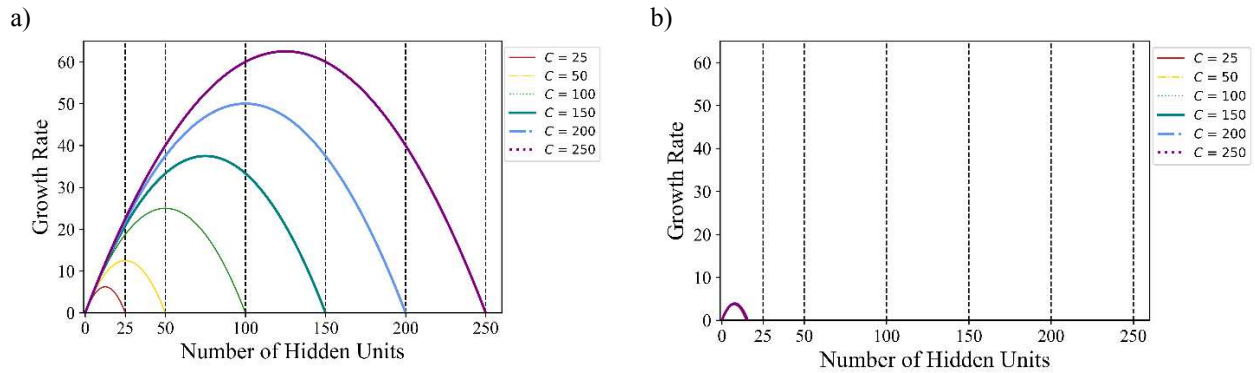 a)
60
50
40
30
20
10
0
Growth Rate
0 25 50 100 150 200 250
Number of Hidden Units
C = 25
C = 50
C = 100
C = 150
C = 200
C = 250
b)
60
50
40
30
20
10
0
Growth Rate
0 25 50 100 150 200 250
Number of Hidden Units
C = 25
C = 50
C = 100
C = 150
C = 200
C = 250